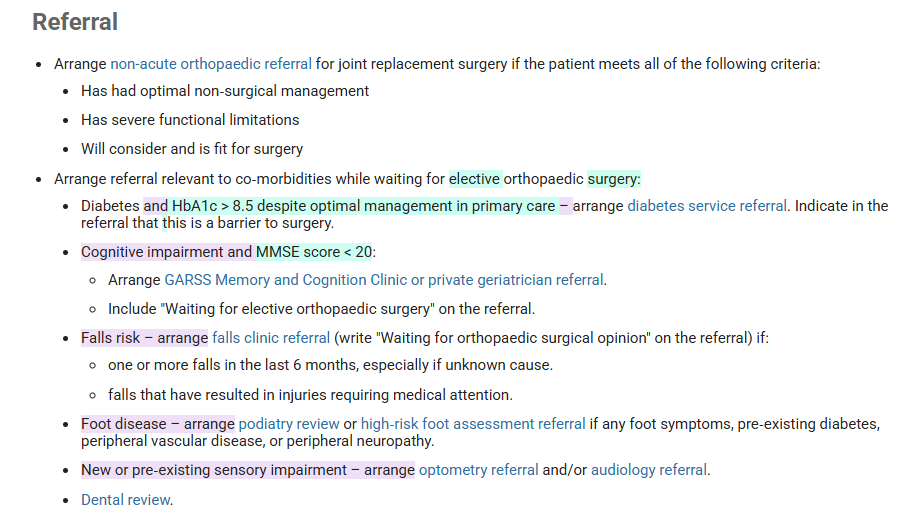 Referral
Arrange non-acute orthopaedic referral for joint replacement surgery if the patient meets all of the following criteria:
Has had optimal non-surgical management
Has severe functional limitations
Will consider and is fit for surgery
Arrange referral relevant to co-morbidities while waiting for elective orthopaedic surgery:
Diabetes and HbA1c > 8.5 despite optimal management in primary care – arrange diabetes service referral. Indicate in the
referral that this is a barrier to surgery.
Cognitive impairment and MMSE score < 20:
Arrange GARSS Memory and Cognition Clinic or private geriatrician referral.
Include "Waiting for elective orthopaedic surgery" on the referral.
Falls risk – arrange falls clinic referral (write "Waiting for orthopaedic surgical opinion" on the referral) if:
one or more falls in the last 6 months, especially if unknown cause.
falls that have resulted in injuries requiring medical attention.
Foot disease – arrange podiatry review or high-risk foot assessment referral if any foot symptoms, pre-existing diabetes,
peripheral vascular disease, or peripheral neuropathy.
New or pre-existing sensory impairment – arrange optometry referral and/or audiology referral.
Dental review.